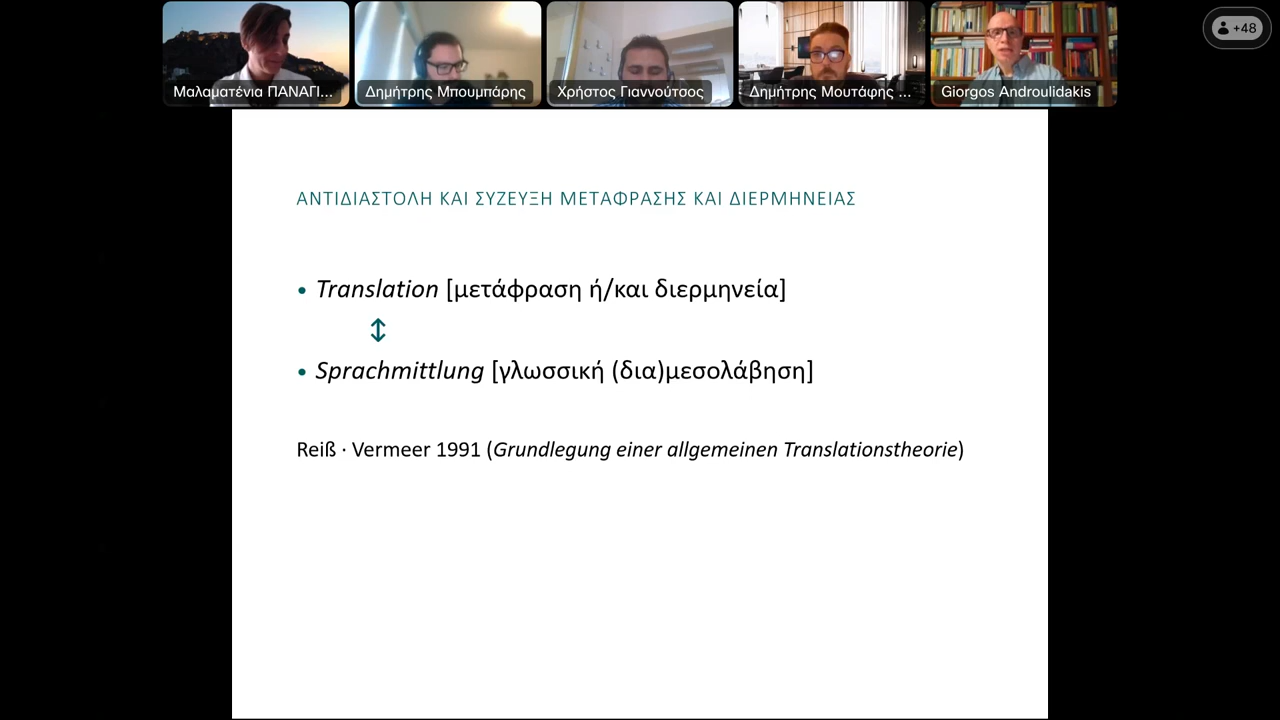 Μαλαματένια ΠΑΝΑΓΙ...
Δημήτρης Μπουμπάρης
Χρήστος Γιαννούτσος
Δημήτρης Μουτάφης ...
Giorgos Androulidakis
+48
ΑΝΤΙΔΙΑΣΤΟΛΗ ΚΑΙ ΣΥΖΕΥΞΗ ΜΕΤΑΦΡΑΣΗΣ ΚΑΙ ΔΙΕΡΜΗΝΕΙΑΣ
• Translation [μετάφραση ή/και διερμηνεία]
↕
• Sprachmittlung [γλωσσική (δια)μεσολάβηση]
Reiß · Vermeer 1991 (Grundlegung einer allgemeinen Translationstheorie)